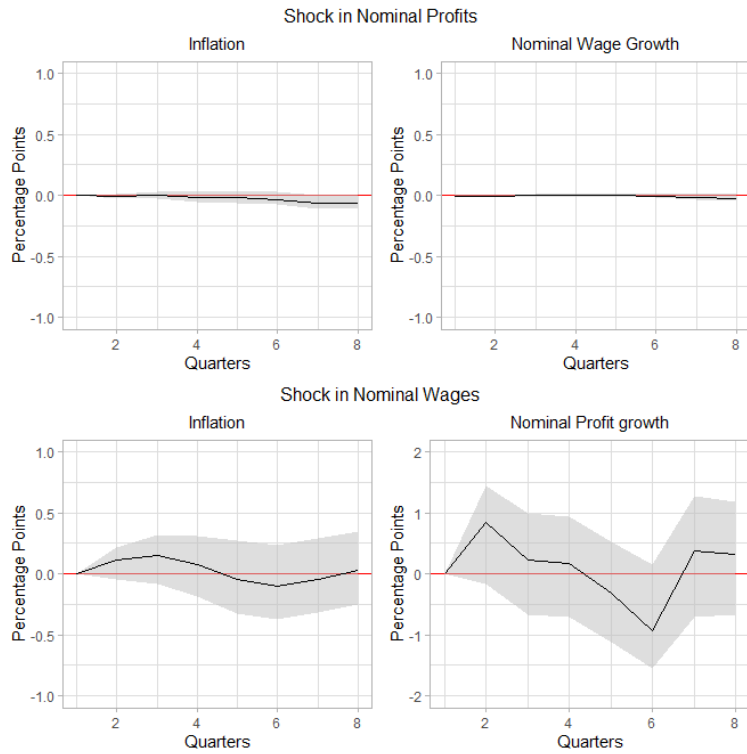 Shock in Nominal Profits
Inflation
Nominal Wage Growth
Percentage Points
1.0
0.5
0.0
-0.5
-1.0
2
4
6
8
Quarters
Percentage Points
1.0
0.5
0.0
-0.5
-1.0
2
4
6
8
Quarters
Shock in Nominal Wages
Inflation
Nominal Profit growth
Percentage Points
1.0
0.5
0.0
-0.5
-1.0
2
4
6
8
Quarters
Percentage Points
2
1
0
-1
-2
2
4
6
8
Quarters